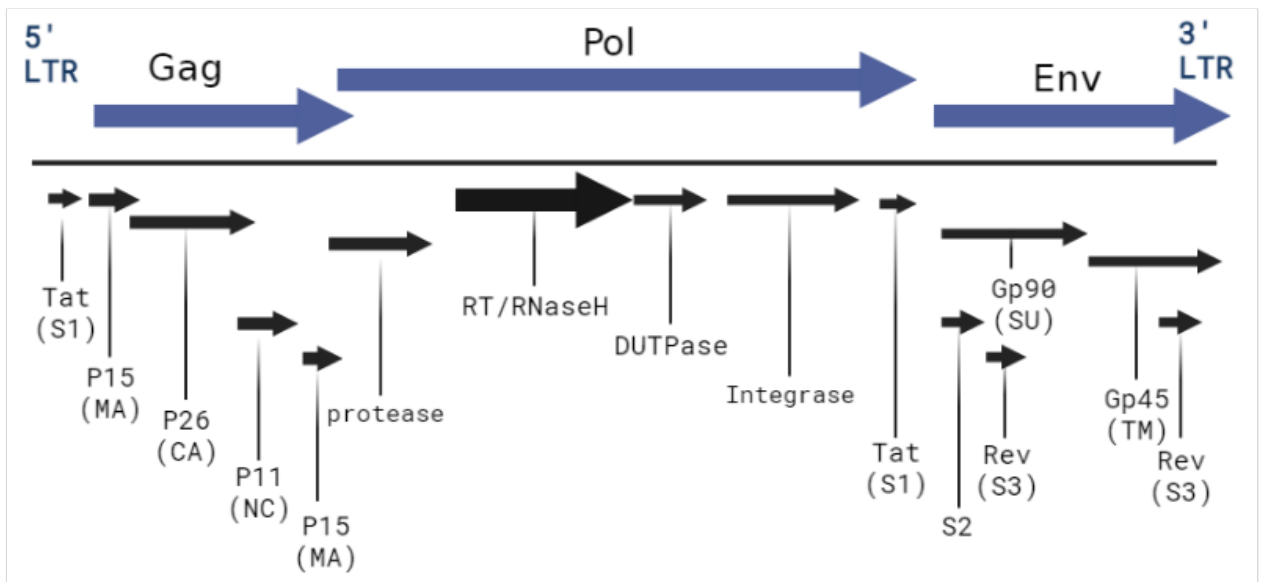 5'
LTR
Gag
Pol
Env
3'
LTR
Tat
(S1)
P15
(MA)
P26
(CA)
P11
(NC)
P15
(MA)
protease
RT/RNaseH
DUTPase
Integrase
Tat
(S1)
S2
Rev
(S3)
Gp90
(SU)
Gp45
(TM)
Rev
(S3)